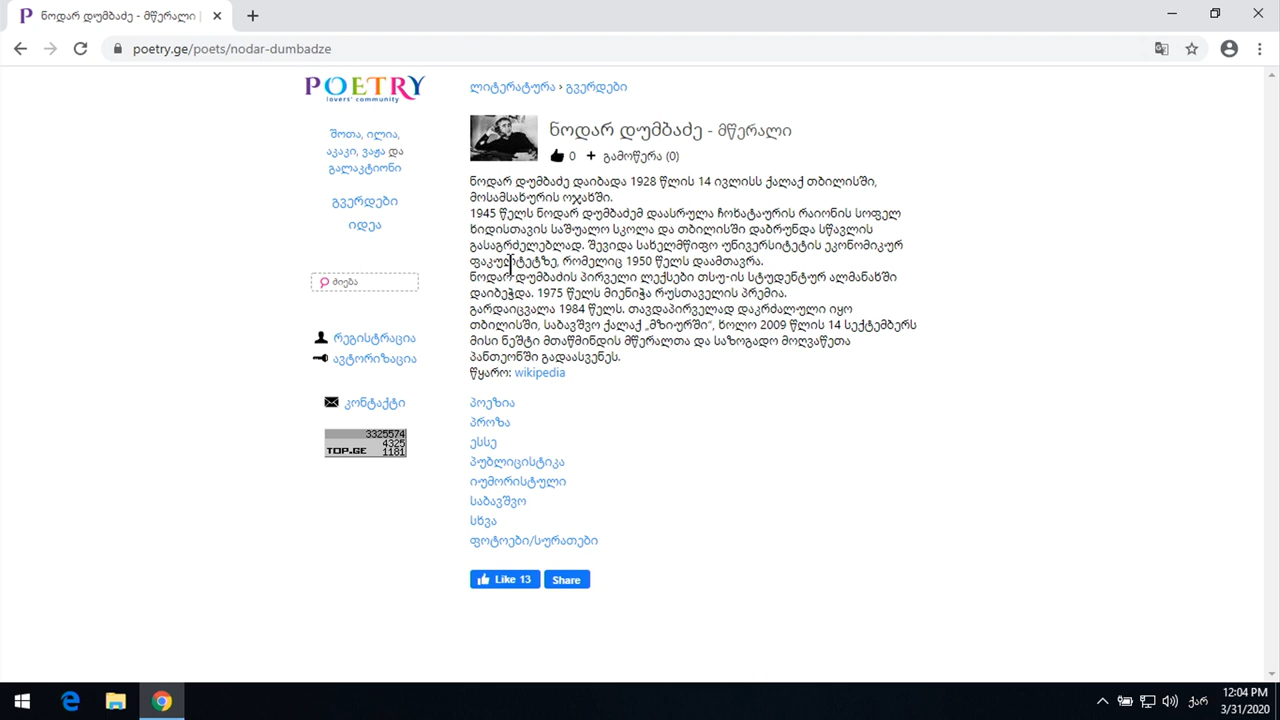 ნოდარ დუმბაძე - მწერალი |
poetry.ge/poets/nodar-dumbadze
POETRY
lovers' community
შოთა, ილია,
აკაკი, ვაჟა და
გალაკტიონი
გვერდები
იდეა
ძიება
რეგისტრაცია
ავტორიზაცია
კონტაქტი
3325574
4325
TOP.GE 1181
ლიტერატურა › გვერდები
ნოდარ დუმბაძე - მწერალი
0 + გამოწერა (0)
ნოდარ დუმბაძე დაიბადა 1928 წლის 14 ივლისს ქალაქ თბილისში,
მოსამსახურის ოჯახში.
1945 წელს ნოდარ დუმბაძემ დაასრულა ჩოხატაურის რაიონის სოფელ
ხიდისთავის საშუალო სკოლა და თბილისში დაბრუნდა სწავლის
გასაგრძელებლად. შევიდა სახელმწიფო უნივერსიტეტის ეკონომიკურ
ფაკულტეტზე, რომელიც 1950 წელს დაამთავრა.
ნოდარ დუმბაძის პირველი ლექსები თსუ-ის სტუდენტურ ალმანახში
დაიბეჭდა. 1975 წელს მიენიჭა რუსთაველის პრემია.
გარდაიცვალა 1984 წელს. თავდაპირველად დაკრძალული იყო
თბილისში, საბავშვო ქალაქ „მზიურში", ხოლო 2009 წლის 14 სექტემბერს
მისი ნეშტი მთაწმინდის მწერალთა და საზოგადო მოღვაწეთა
პანთეონში გადაასვენეს.
წყარო: wikipedia
პოეზია
პროზა
ესსე
პუბლიცისტიკა
იუმორისტული
საბავშვო
სხვა
ფოტოები/სურათები
Like 13 Share
ქარ
12:04 PM
3/31/2020